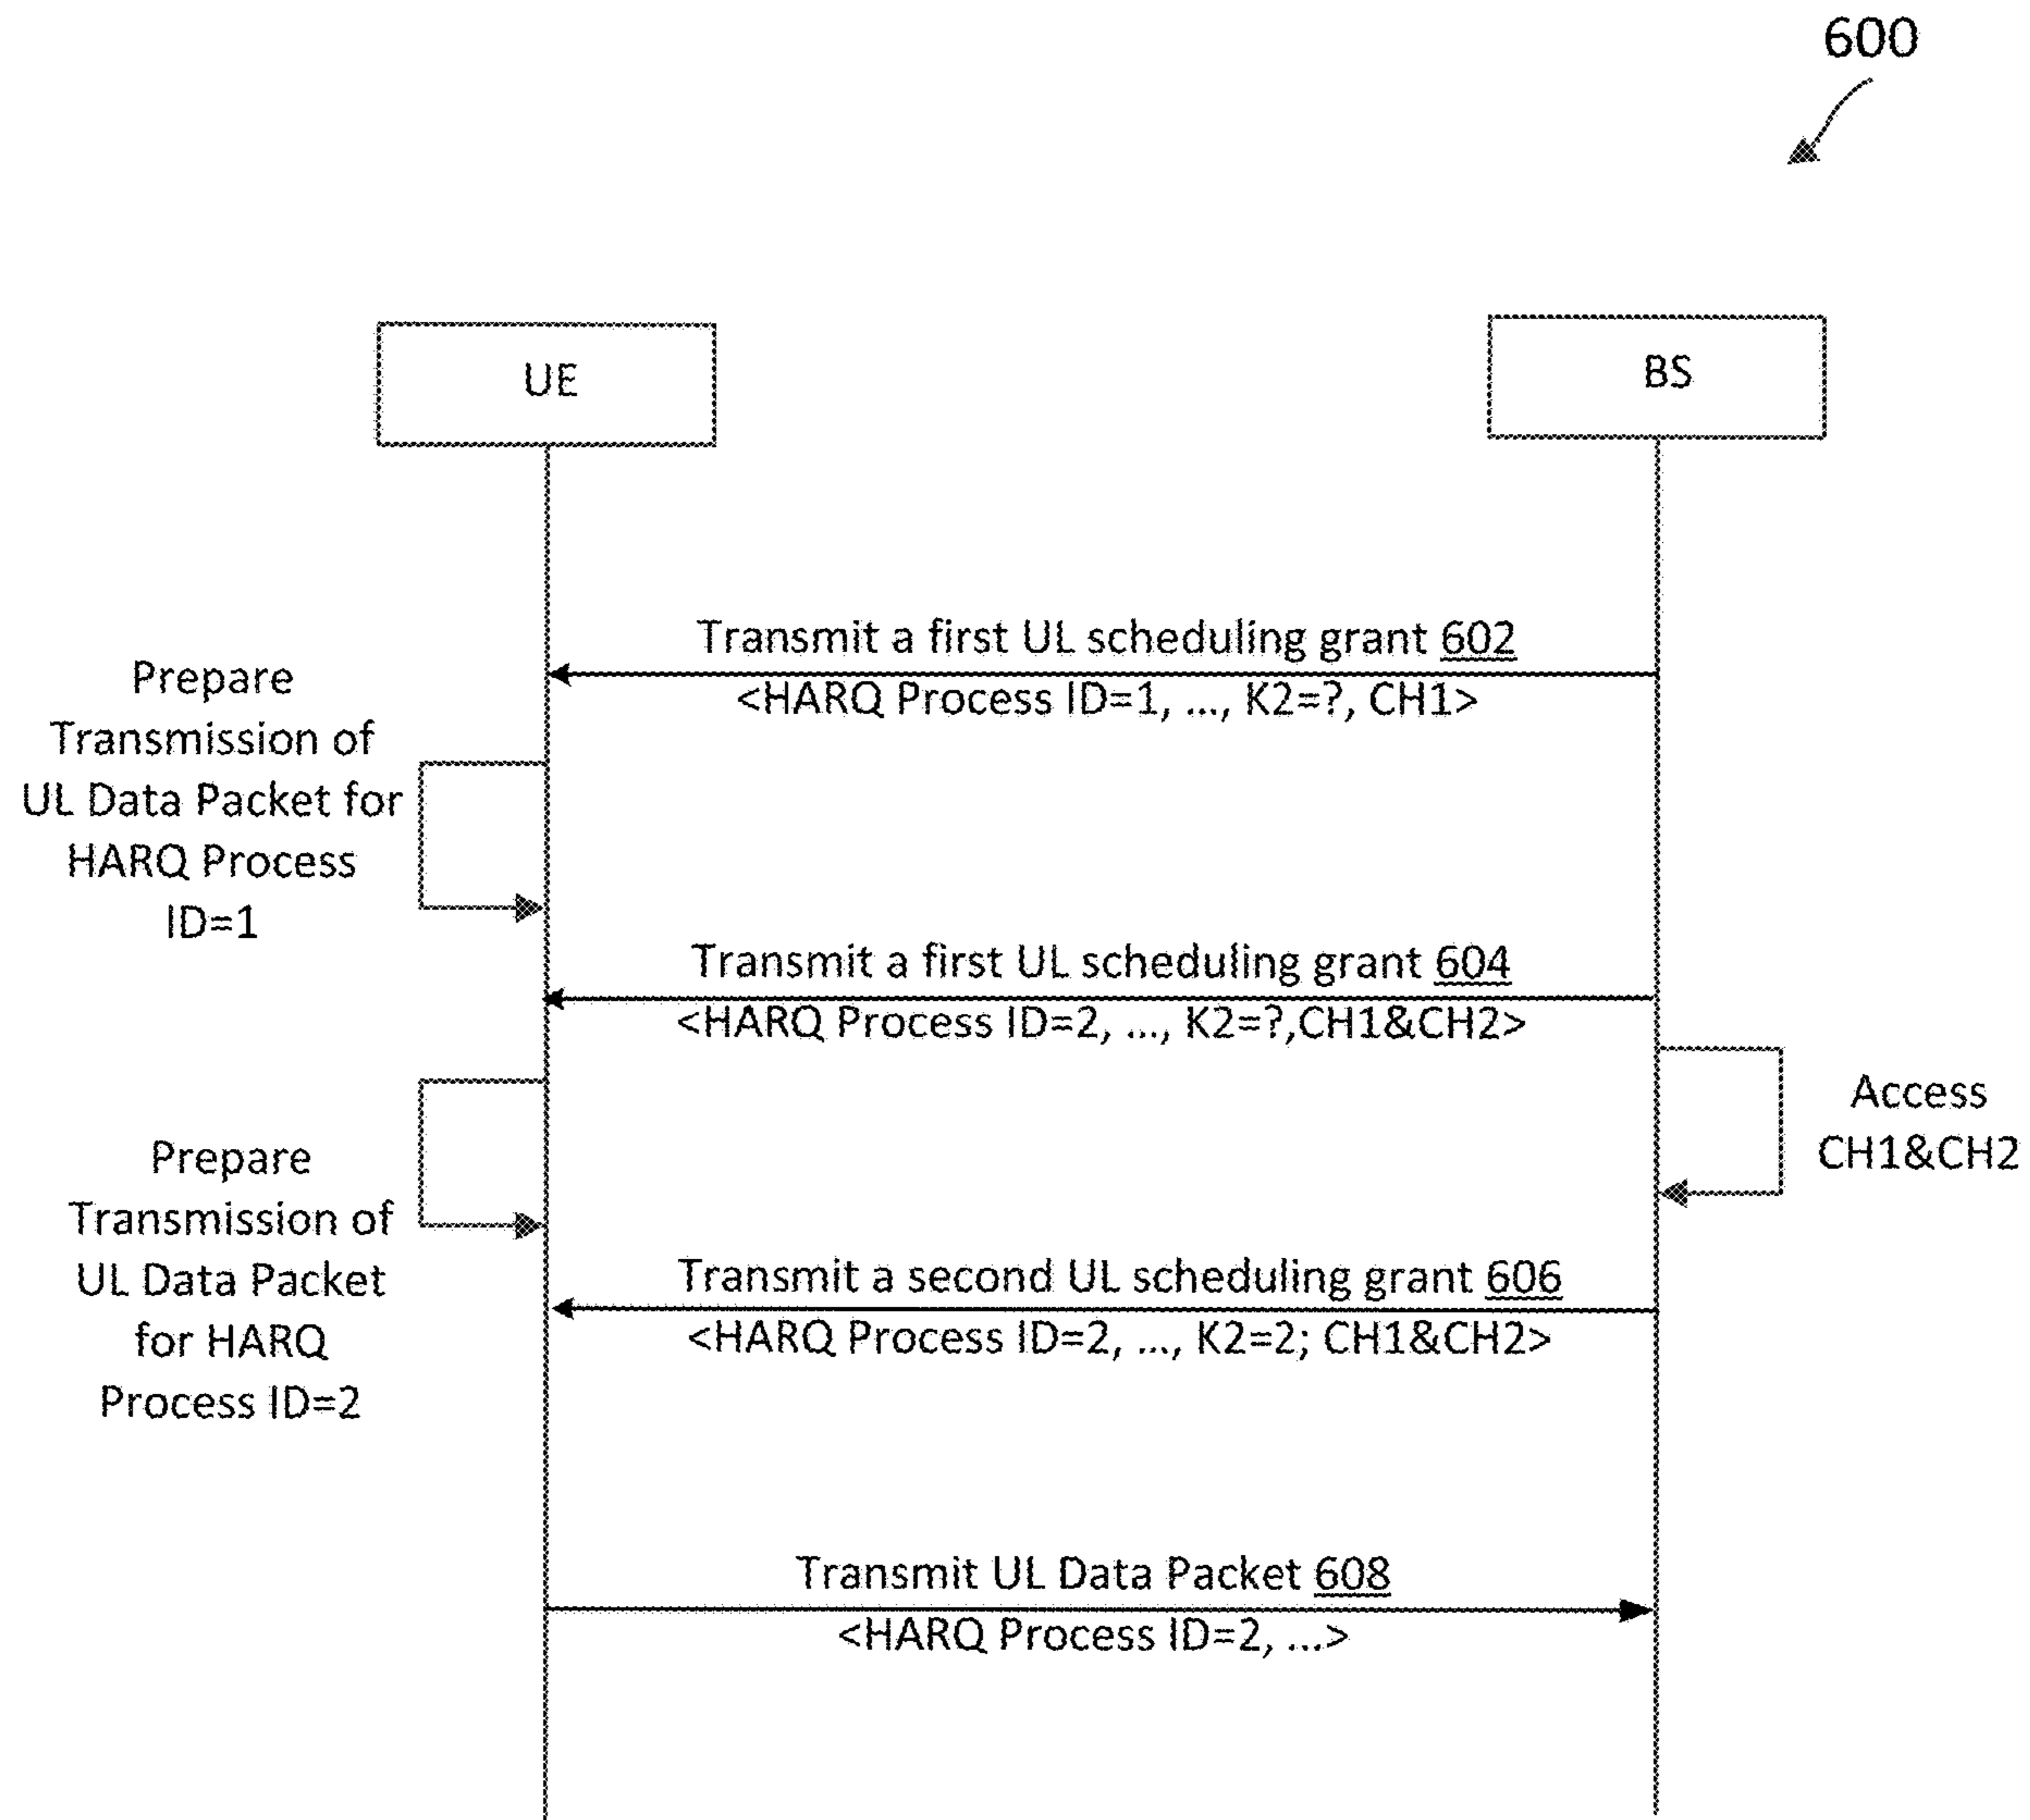 600
UE
BS
Transmit a first UL scheduling grant 602
<HARQ Process ID=1, ..., K2=?, CH1>
Prepare
Transmission of
UL Data Packet for
HARQ Process
ID=1
Transmit a first UL scheduling grant 604
<HARQ Process ID=2, ..., K2=?,CH1&CH2>
Access
CH1&CH2
Prepare
Transmission of
UL Data Packet
for HARQ
Process ID=2
Transmit a second UL scheduling grant 606
<HARQ Process ID=2, ..., K2=2; CH1&CH2>
Transmit UL Data Packet 608
<HARQ Process ID=2, ...>